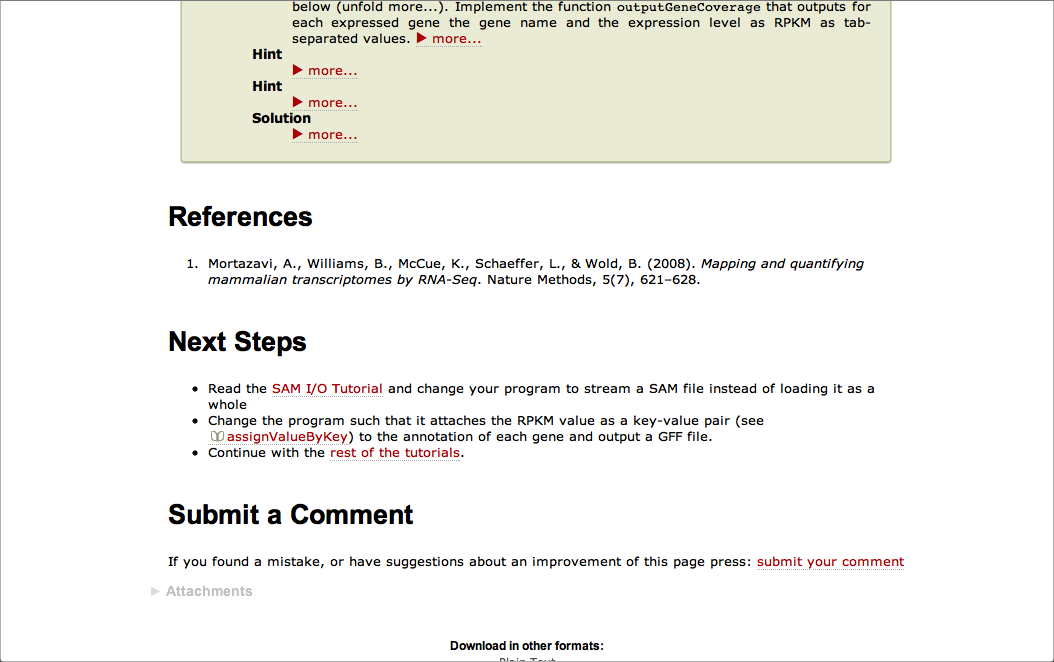 below (unfold more...). Implement the function outputGeneCoverage that outputs for
each expressed gene the gene name and the expression level as RPKM as tab-
separated values. ▶ more...
Hint
▶ more...
Hint
▶ more...
Solution
▶ more...
References
1. Mortazavi, A., Williams, B., McCue, K., Schaeffer, L., & Wold, B. (2008). Mapping and quantifying
mammalian transcriptomes by RNA-Seq. Nature Methods, 5(7), 621–628.
Next Steps
• Read the SAM I/O Tutorial and change your program to stream a SAM file instead of loading it as a
whole
• Change the program such that it attaches the RPKM value as a key-value pair (see
assignValueByKey) to the annotation of each gene and output a GFF file.
• Continue with the rest of the tutorials.
Submit a Comment
If you found a mistake, or have suggestions about an improvement of this page press: submit your comment
▶ Attachments
Download in other formats:
Plain Text